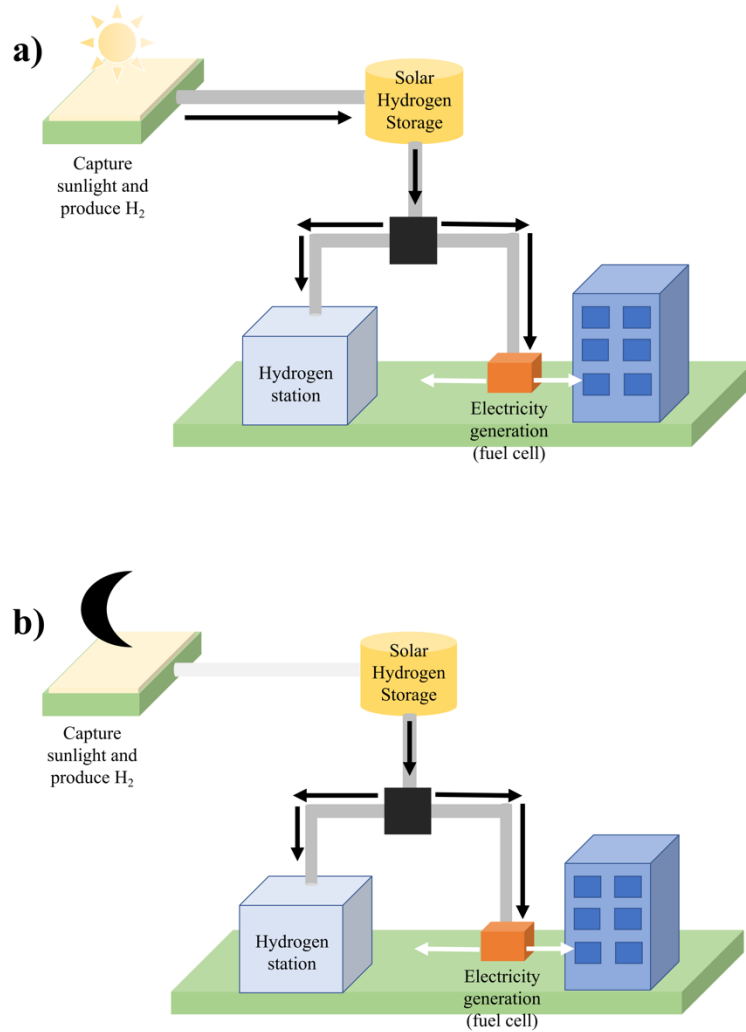 a)
Solar
Hydrogen
Storage
Capture
sunlight and
produce H₂
Hydrogen
station
Electricity
generation
(fuel cell)
b)
Solar
Hydrogen
Storage
Capture
sunlight and
produce H₂
Hydrogen
station
Electricity
generation
(fuel cell)